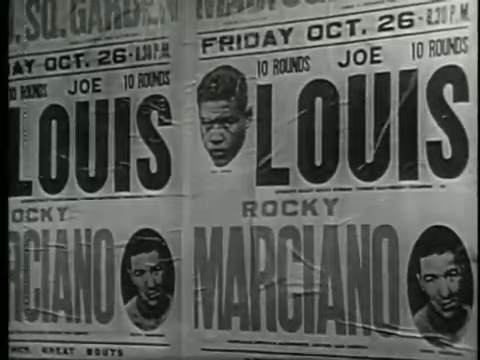 . SQ. GARDEN
AY OCT. 26 - 8.30 P.M.
10 ROUNDS JOE 10 ROUNDS
LOUIS
ROCKY
RCIANO
GREAT BOUTS
FRIDAY OCT. 26 - 8.30 P.M.
10 ROUNDS JOE 10 ROUNDS
LOUIS
ROCKY
MARCIANO